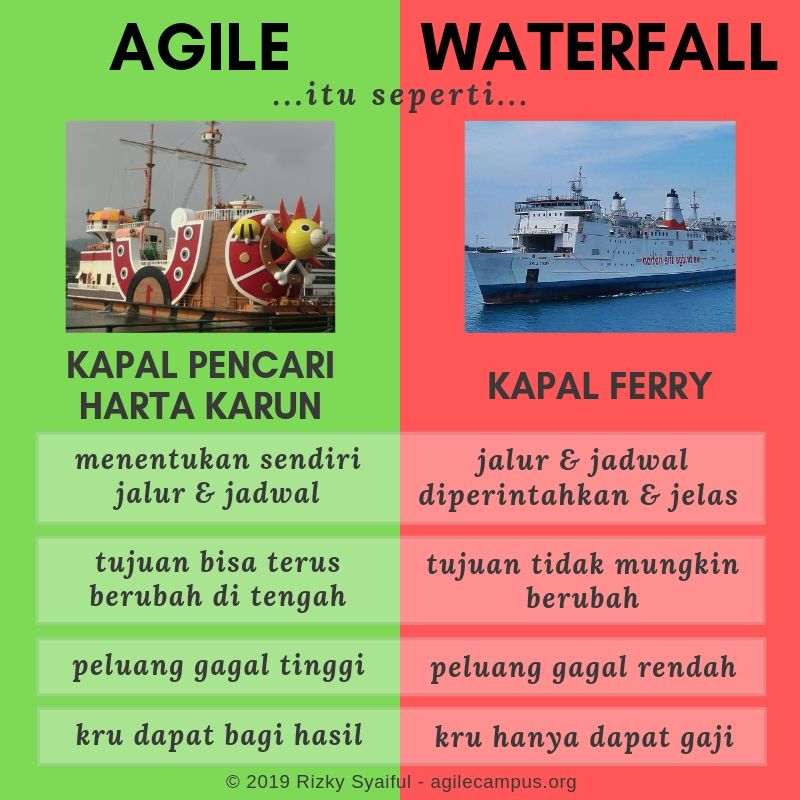 AGILE
WATERFALL
...itu seperti...
KAPAL PENCARI
HARTA KARUN
KAPAL FERRY
menentukan sendiri
jalur & jadwal
jalur & jadwal
diperintahkan & jelas
tujuan bisa terus
berubah di tengah
tujuan tidak mungkin
berubah
peluang gagal tinggi
peluang gagal rendah
kru dapat bagi hasil
kru hanya dapat gaji
© 2019 Rizky Syaiful - agilecampus.org